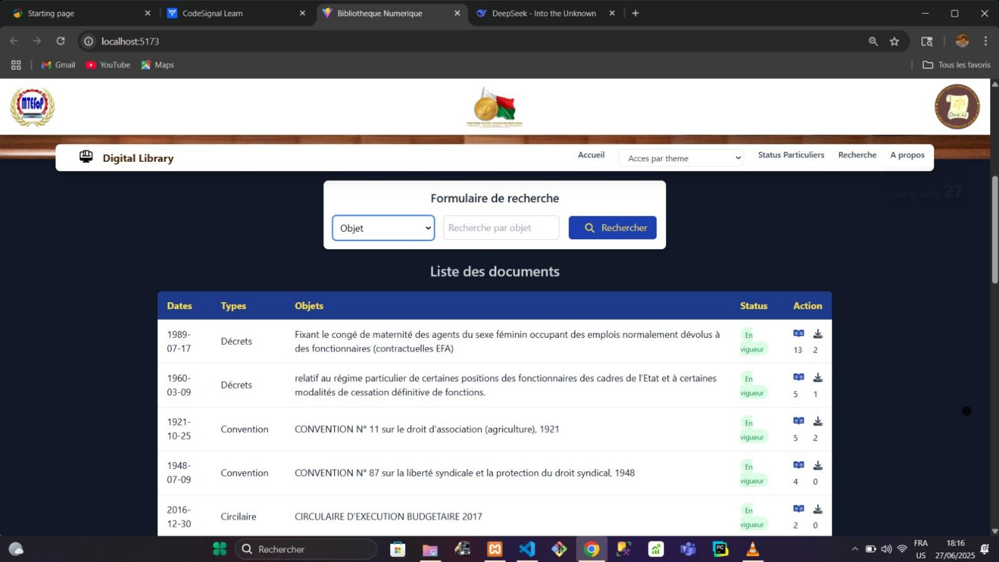 Starting page
CodeSignal Learn
Bibliotheque Numerique
DeepSeek - Into the Unknown
localhost:5173
Gmail
YouTube
Maps
Tous les favoris
MTEFoP
Digital Library
Accueil
Acces par theme
Status Particuliers
Recherche
A propos
27
Formulaire de recherche
Objet
Recherche par objet
Rechercher
Liste des documents
Dates Types Objets Status Action
1989-
07-17
Décrets
Fixant le congé de maternité des agents du sexe féminin occupant des emplois normalement dévolus à
des fonctionnaires (contractuelles EFA)
En
vigueur
13 2
1960-
03-09
Décrets
relatif au régime particulier de certaines positions des fonctionnaires des cadres de l'Etat et à certaines
modalités de cessation définitive de fonctions.
En
vigueur
5 1
1921-
10-25
Convention
CONVENTION N° 11 sur le droit d'association (agriculture), 1921
En
vigueur
5 2
1948-
07-09
Convention
CONVENTION N° 87 sur la liberté syndicale et la protection du droit syndical, 1948
En
vigueur
4 0
2016-
12-30
Circilaire
CIRCULAIRE D'EXECUTION BUDGETAIRE 2017
En
vigueur
2 0
Rechercher
PC
FRA
US
18:16
27/06/2025